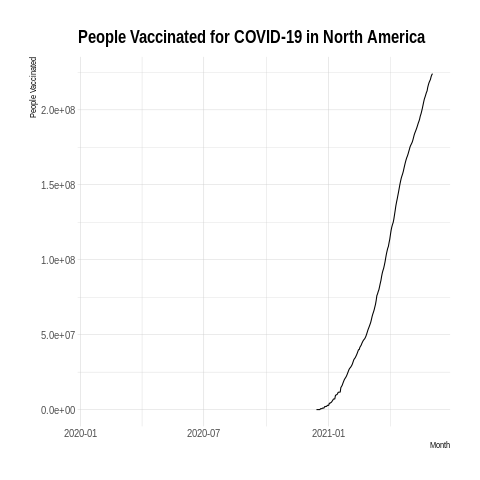 People Vaccinated for COVID-19 in North America
People Vaccinated
2.0e+08
1.5e+08
1.0e+08
5.0e+07
0.0e+00
2020-01
2020-07
2021-01
Month